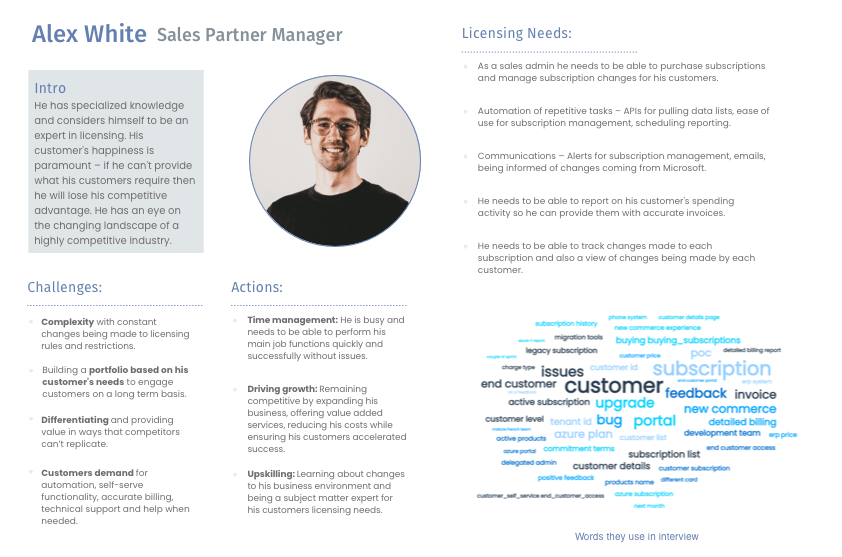 Alex White Sales Partner Manager
Intro
He has specialized knowledge
and considers himself to be an
expert in licensing. His
customer's happiness is
paramount – if he can't provide
what his customers require then
he will lose his competitive
advantage. He has an eye on
the changing landscape of a
highly competitive industry.
Challenges:
Complexity with constant
changes being made to licensing
rules and restrictions.
Building a portfolio based on his
customer's needs to engage
customers on a long term basis.
Differentiating and providing
value in ways that competitors
can't replicate.
Customers demand for
automation, self-serve
functionality, accurate billing,
technical support and help when
needed.
Actions:
Time management: He is busy and
needs to be able to perform his
main job functions quickly and
successfully without issues.
Driving growth: Remaining
competitive by expanding his
business, offering value added
services, reducing his costs while
ensuring his customers accelerated
success.
Upskilling: Learning about changes
to his business environment and
being a subject matter expert for
his customers licensing needs.
Licensing Needs:
As a sales admin he needs to be able to purchase subscriptions
and manage subscription changes for his customers.
Automation of repetitive tasks – APIs for pulling data lists, ease of
use for subscription management, scheduling reporting.
Communications – Alerts for subscription management, emails,
being informed of changes coming from Microsoft.
He needs to be able to report on his customer's spending
activity so he can provide them with accurate invoices.
He needs to be able to track changes made to each
subscription and also a view of changes being made by each
customer.
phone system customer details page
subscription history new commerce experience
migration tools buying buying_subscriptions
legacy subscription customer price poc detailed billing report
charge type issues customer id subscription
end customer customer erp system
feedback invoice
active subscription upgrade new commerce
customer level tenant id bug portal detailed billing
active products azure plan customer list development team erp price
azure portal commitment terms subscription list end customer access
delegated admin customer details customer subscription
positive feedback products name different card
customer_self_service end_customer_access azure subscription
next month
Words they use in interview